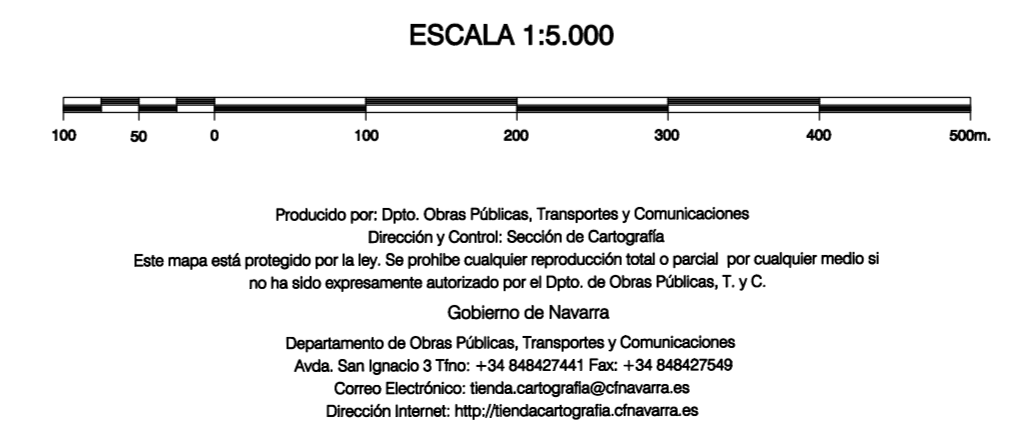 ESCALA 1:5.000
100 50 0 100 200 300 400 500m.
Producido por: Dpto. Obras Públicas, Transportes y Comunicaciones
Dirección y Control: Sección de Cartografía
Este mapa está protegido por la ley. Se prohibe cualquier reproducción total o parcial por cualquier medio si
no ha sido expresamente autorizado por el Dpto. de Obras Públicas, T. y C.
Gobierno de Navarra
Departamento de Obras Públicas, Transportes y Comunicaciones
Avda. San Ignacio 3 Tfno: +34 848427441 Fax: +34 848427549
Correo Electrónico: tienda.cartografia@cfnavarra.es
Dirección Internet: http://tiendacartografia.cfnavarra.es